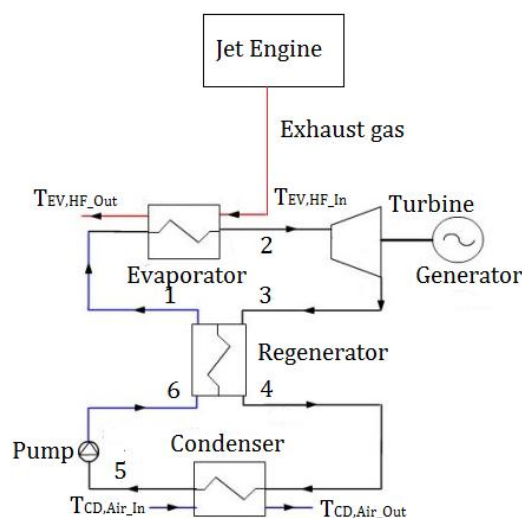 Jet Engine
Exhaust gas
TEV,HF_Out
TEV,HF_In
Turbine
2
Evaporator
Generator
1
3
Regenerator
6
4
Pump
Condenser
5
TCD,Air_In
TCD,Air_Out